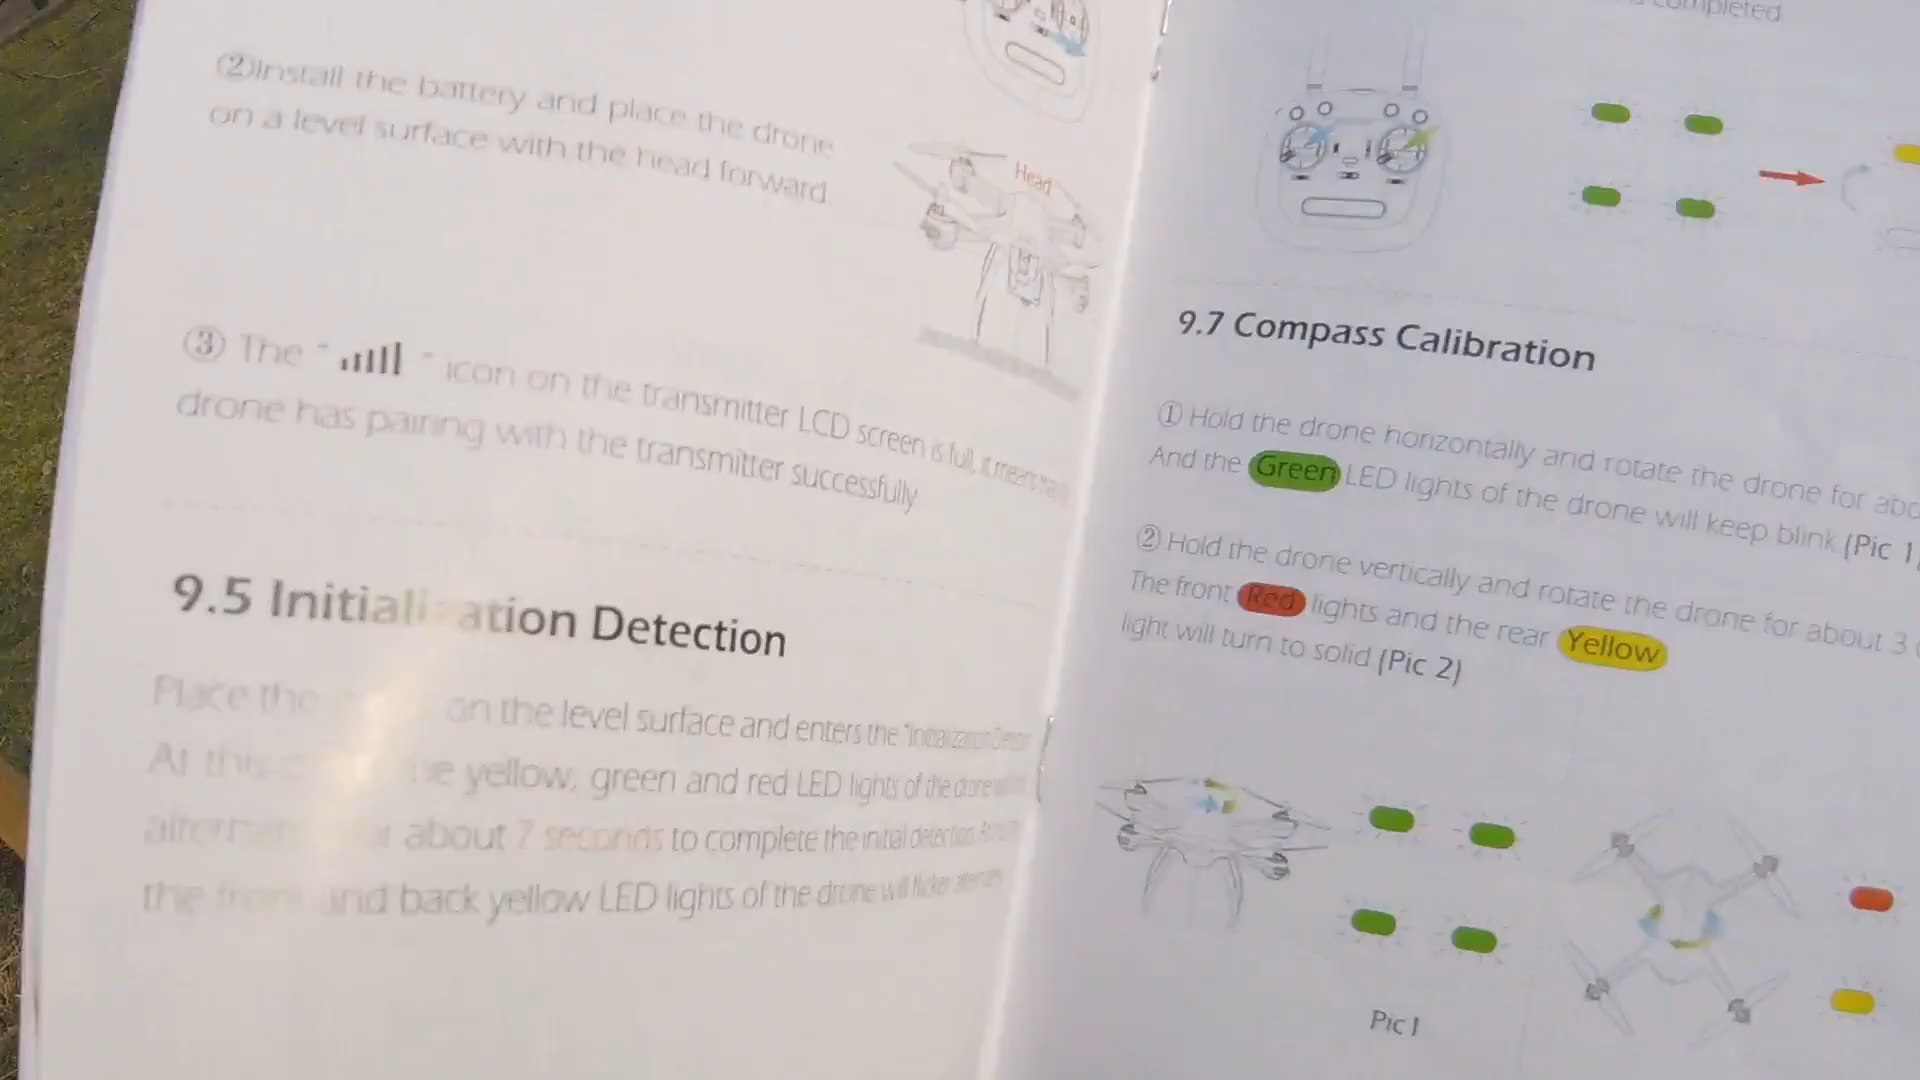 ②Install the battery and place the drone
on a level surface with the head forward.
Head
③ The " " icon on the transmitter LCD screen is full, it means
drone has pairing with the transmitter successfully
9.5 Initialization Detection
Place the on the level surface and enters the "Initialization
At this yellow, green and red LED lights of the drone
about 7 seconds to complete the initial detection
the front and back yellow LED lights of the drone will flicker
completed
9.7 Compass Calibration
① Hold the drone horizontally and rotate the drone for
And the Green LED lights of the drone will keep blink (Pic 1
② Hold the drone vertically and rotate the drone for about 3
The front Red lights and the rear Yellow
light will turn to solid (Pic 2)
Pic 1